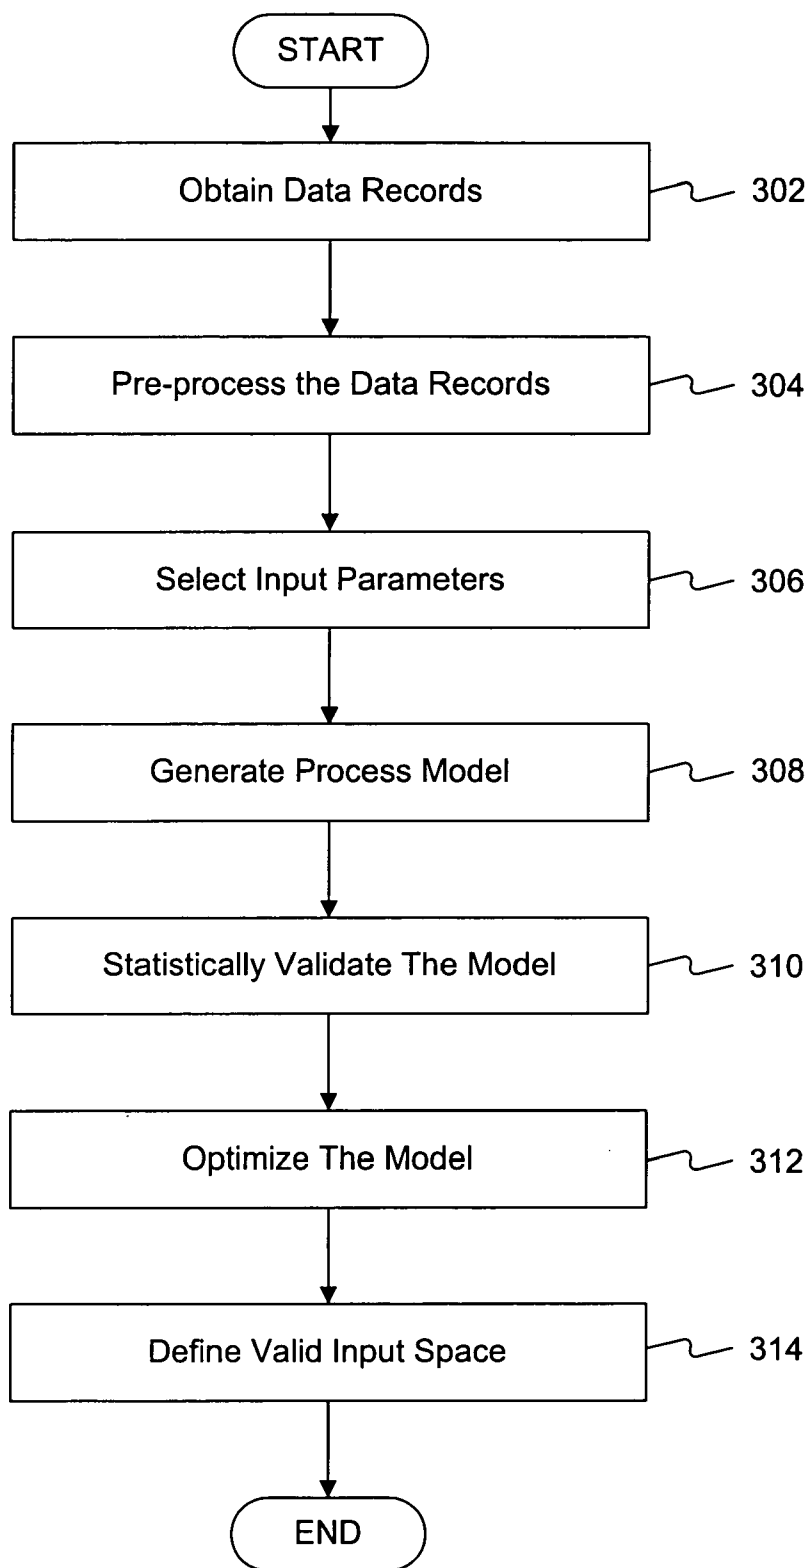 START
Obtain Data Records
302
Pre-process the Data Records
304
Select Input Parameters
306
Generate Process Model
308
Statistically Validate The Model
310
Optimize The Model
312
Define Valid Input Space
314
END